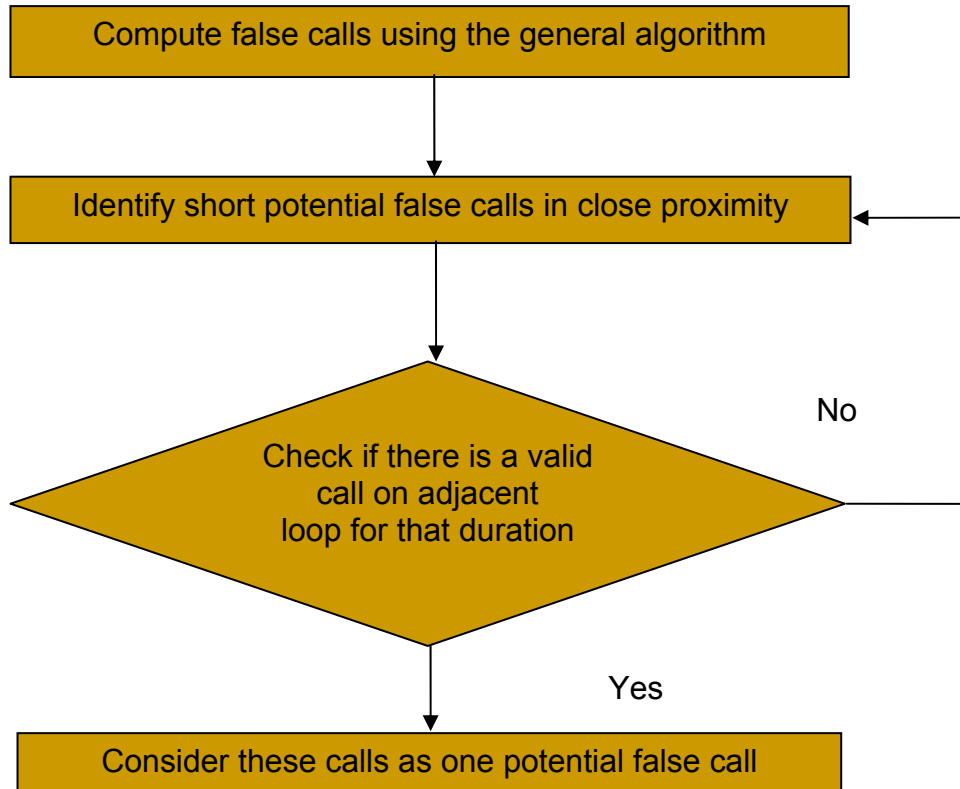 Compute false calls using the general algorithm
Identify short potential false calls in close proximity
No
Check if there is a valid
call on adjacent
loop for that duration
Yes
Consider these calls as one potential false call